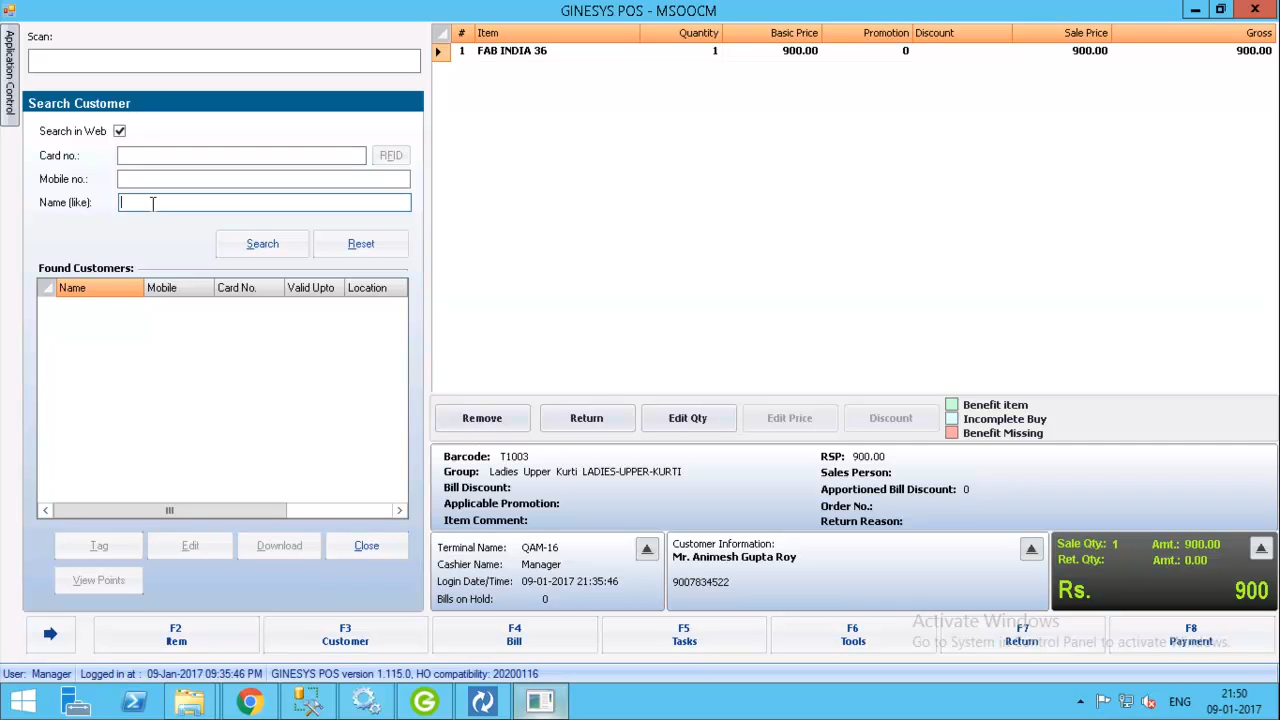 GINESYS POS - MSOOCM
Application Control
Scan:
Search Customer
Search in Web
Card no.:
RFID
Mobile no.:
Name (like):
Search
Reset
Found Customers:
Name Mobile Card No. Valid Upto Location
Tag
Edit
Download
Close
View Points
# Item Quantity Basic Price Promotion Discount Sale Price Gross
1 FAB INDIA 36 1 900.00 0 900.00 900.00
Remove
Return
Edit Qty
Edit Price
Discount
Benefit item
Incomplete Buy
Benefit Missing
Barcode: T1003
Group: Ladies Upper Kurti LADIES-UPPER-KURTI
Bill Discount:
Applicable Promotion:
Item Comment:
RSP: 900.00
Sales Person:
Apportioned Bill Discount: 0
Order No.:
Return Reason:
Terminal Name: QAM-16
Cashier Name: Manager
Login Date/Time: 09-01-2017 21:35:46
Bills on Hold: 0
Customer Information:
Mr. Animesh Gupta Roy
9007834522
Sale Qty.: 1 Amt.: 900.00
Ret. Qty.: Amt.: 0.00
Rs. 900
Activate Windows
Go to System in Control Panel to activate Windows.
F2
Item
F3
Customer
F4
Bill
F5
Tasks
F6
Tools
F7
Return
F8
Payment
User: Manager Logged in at : 09-Jan-2017 09:35:46 PM GINESYS POS version 1.115.0, HO compatibility: 20200116
ENG
21:50
09-01-2017